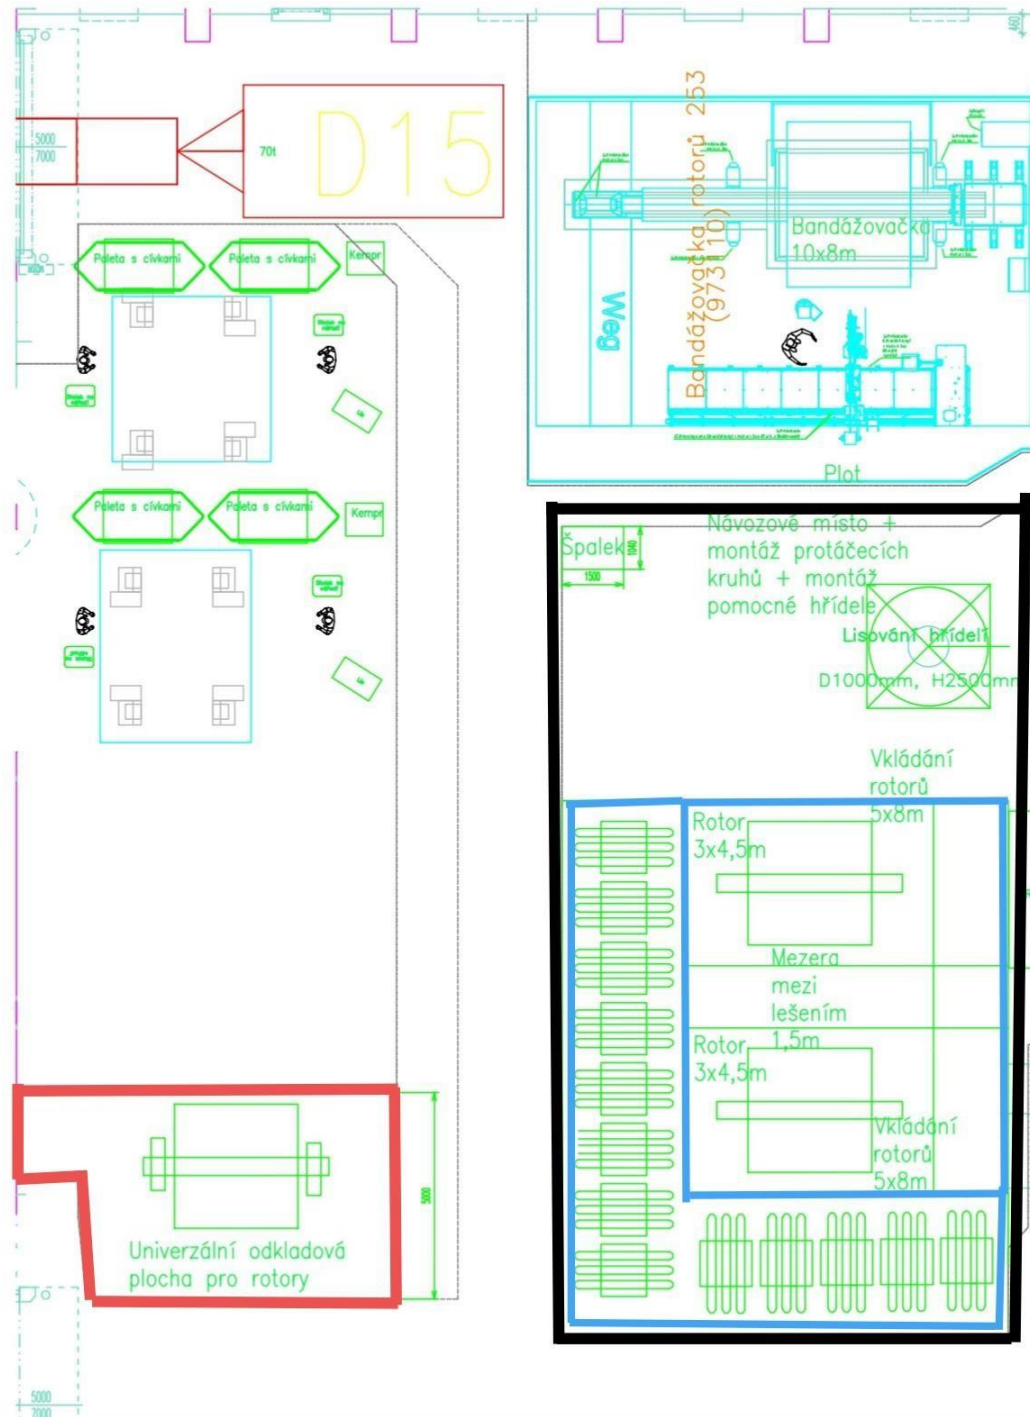 460
5000
7000
70t
D15
Bandážovačka rotorů 253
(973 10)
Bandážovačka
10x8m
Weg
Paleta s cívkami
Paleta s cívkami
Kempr
Paleta s cívkami
Paleta s cívkami
Kempr
Plot
Špalek
1040
1500
Návozové místo +
montáž protáčecích
kruhů + montáž
pomocné hřídele
Lisování hřídelí
D1000mm, H2500mm
Vkládání
rotorů
5x8m
Rotor
3x4,5m
Mezera
mezi
lešením
1,5m
Rotor
3x4,5m
Vkládání
rotorů
5x8m
5000
Univerzální odkladová
plocha pro rotory
5000
7000